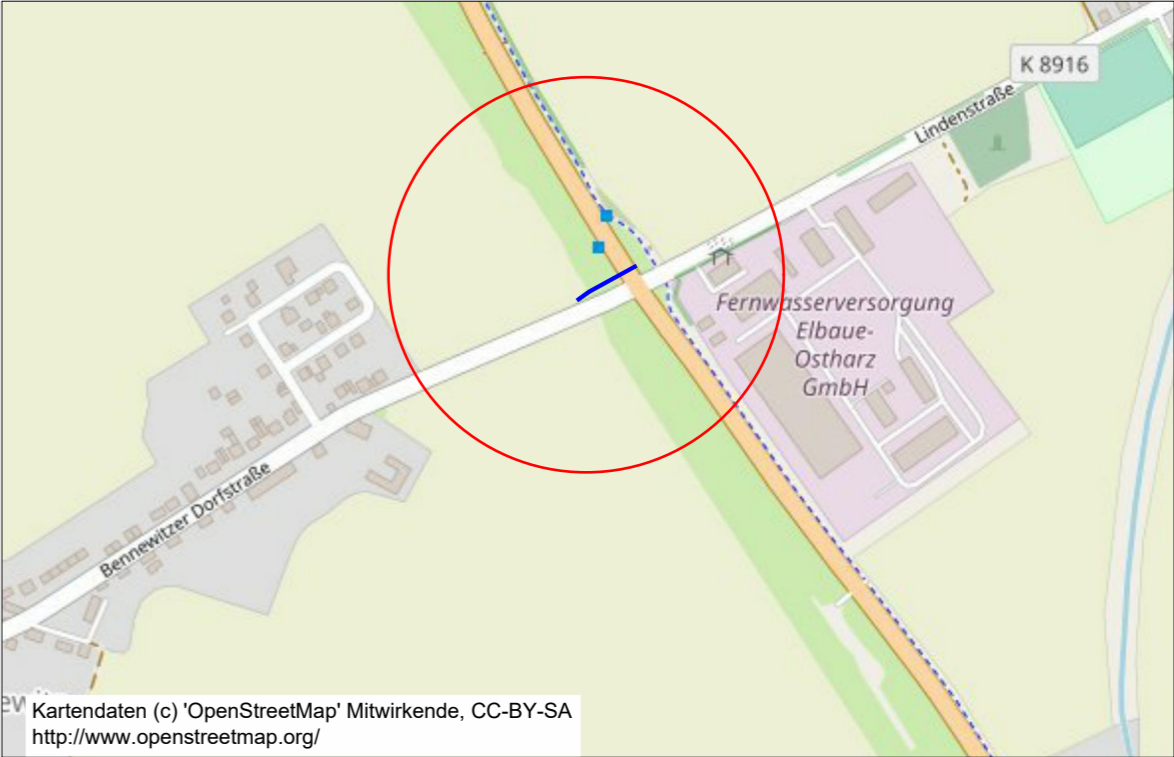 K 8916
Lindenstraße
Fernwasserversorgung
Elbaue-
Ostharz
GmbH
Bennewitzer Dorfstraße
Kartendaten (c) 'OpenStreetMap' Mitwirkende, CC-BY-SA
http://www.openstreetmap.org/